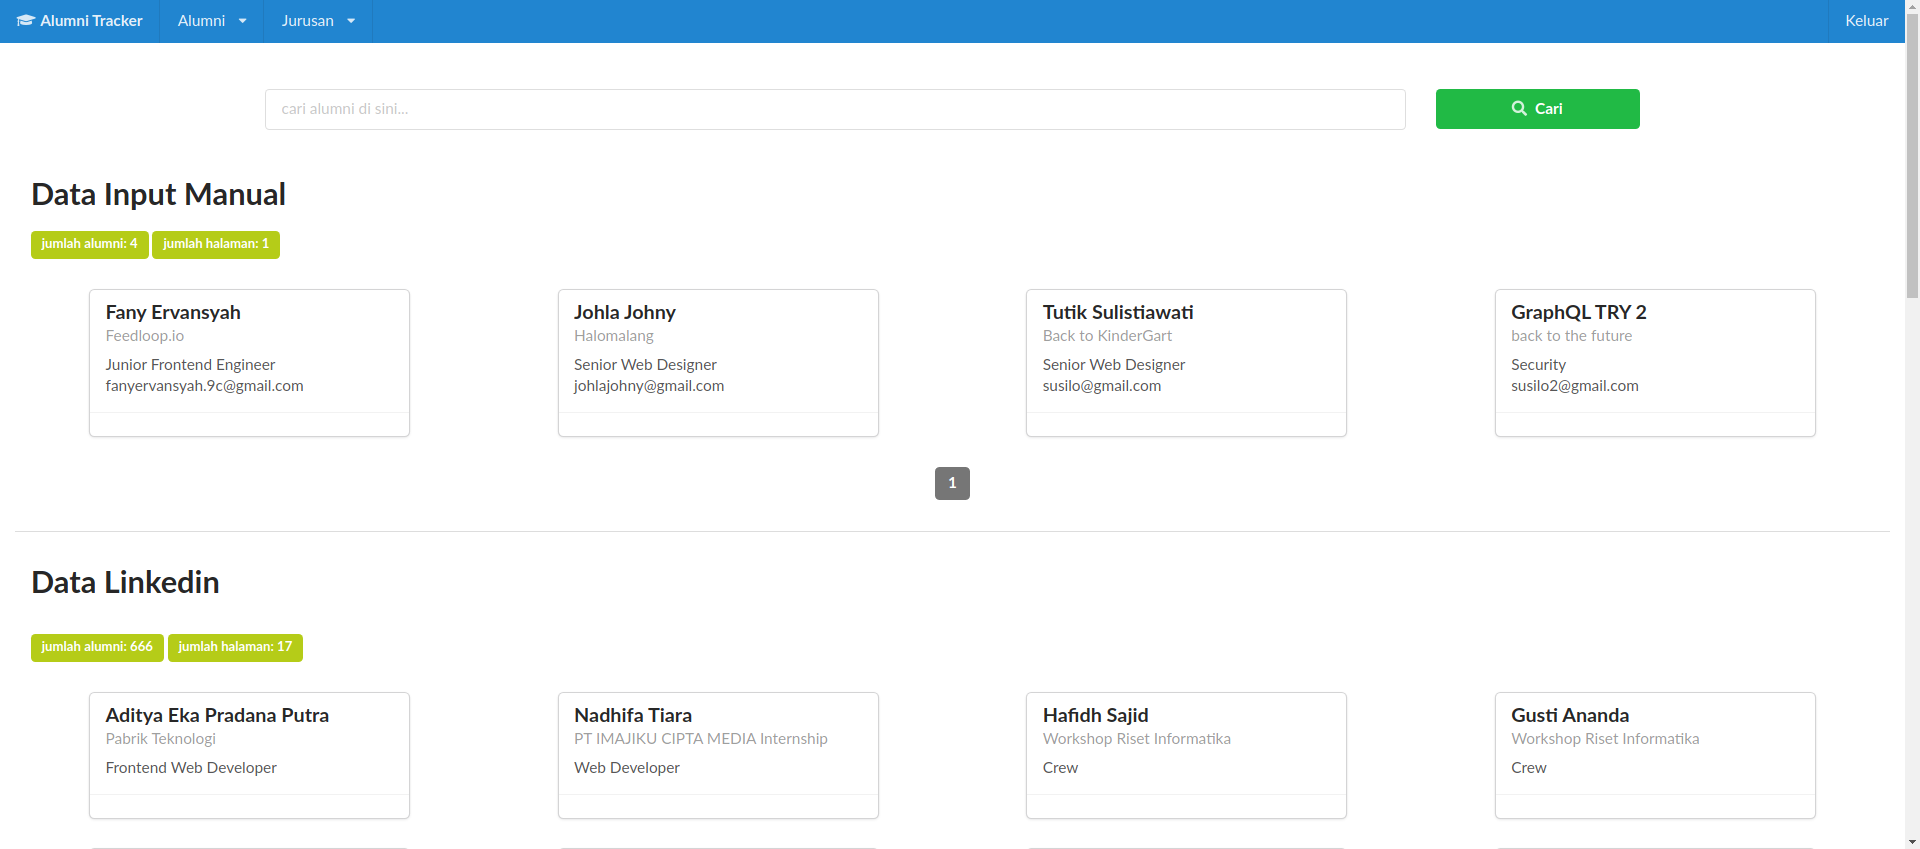 Alumni Tracker Alumni Jurusan Keluar
cari alumni di sini...
Cari
Data Input Manual
jumlah alumni: 4 jumlah halaman: 1
Fany Ervansyah
Feedloop.io
Junior Frontend Engineer
fanyervansyah.9c@gmail.com
Johla Johny
Halomalang
Senior Web Designer
johlajohny@gmail.com
Tutik Sulistiawati
Back to KinderGart
Senior Web Designer
susilo@gmail.com
GraphQL TRY 2
back to the future
Security
susilo2@gmail.com
1
Data Linkedin
jumlah alumni: 666 jumlah halaman: 17
Aditya Eka Pradana Putra
Pabrik Teknologi
Frontend Web Developer
Nadhifa Tiara
PT IMAJIKU CIPTA MEDIA Internship
Web Developer
Hafidh Sajid
Workshop Riset Informatika
Crew
Gusti Ananda
Workshop Riset Informatika
Crew